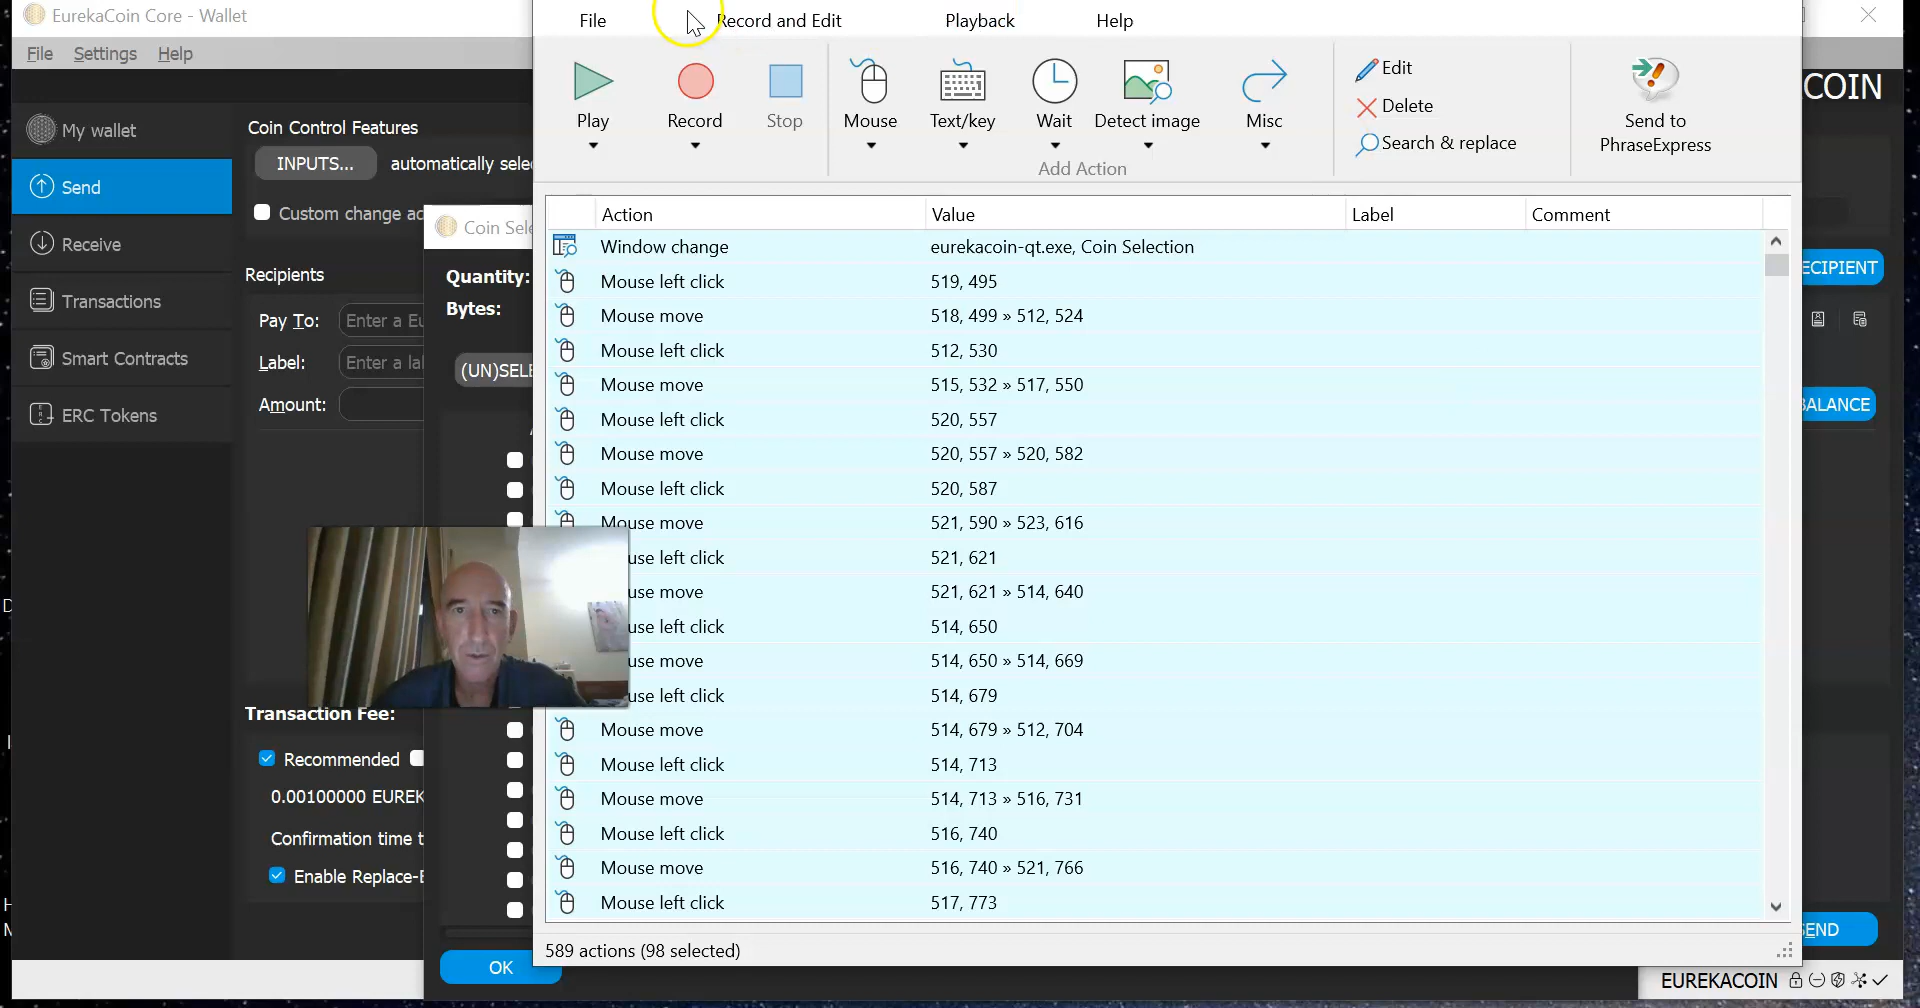 EurekaCoin Core - Wallet
File Settings Help
COIN
My wallet
Send
Receive
Transactions
Smart Contracts
ERC Tokens
Coin Control Features
INPUTS...
automatically sele
Custom change ad
Recipients
Pay To:
Enter a Eu
Label:
Enter a lab
Amount:
Transaction Fee:
Recommended
0.00100000 EUREK
Confirmation time t
Enable Replace-B
Coin Sele
Quantity:
Bytes:
(UN)SELE
OK
File Record and Edit Playback Help
Play
Record
Stop
Mouse
Text/key
Wait
Detect image
Misc
Add Action
Edit
Delete
Search & replace
Send to
PhraseExpress
Action Value Label Comment
Window change eurekacoin-qt.exe, Coin Selection
Mouse left click 519, 495
Mouse move 518, 499 » 512, 524
Mouse left click 512, 530
Mouse move 515, 532 » 517, 550
Mouse left click 520, 557
Mouse move 520, 557 » 520, 582
Mouse left click 520, 587
Mouse move 521, 590 » 523, 616
use left click 521, 621
use move 521, 621 » 514, 640
use left click 514, 650
use move 514, 650 » 514, 669
use left click 514, 679
Mouse move 514, 679 » 512, 704
Mouse left click 514, 713
Mouse move 514, 713 » 516, 731
Mouse left click 516, 740
Mouse move 516, 740 » 521, 766
Mouse left click 517, 773
589 actions (98 selected)
ECIPIENT
BALANCE
SEND
EUREKACOIN